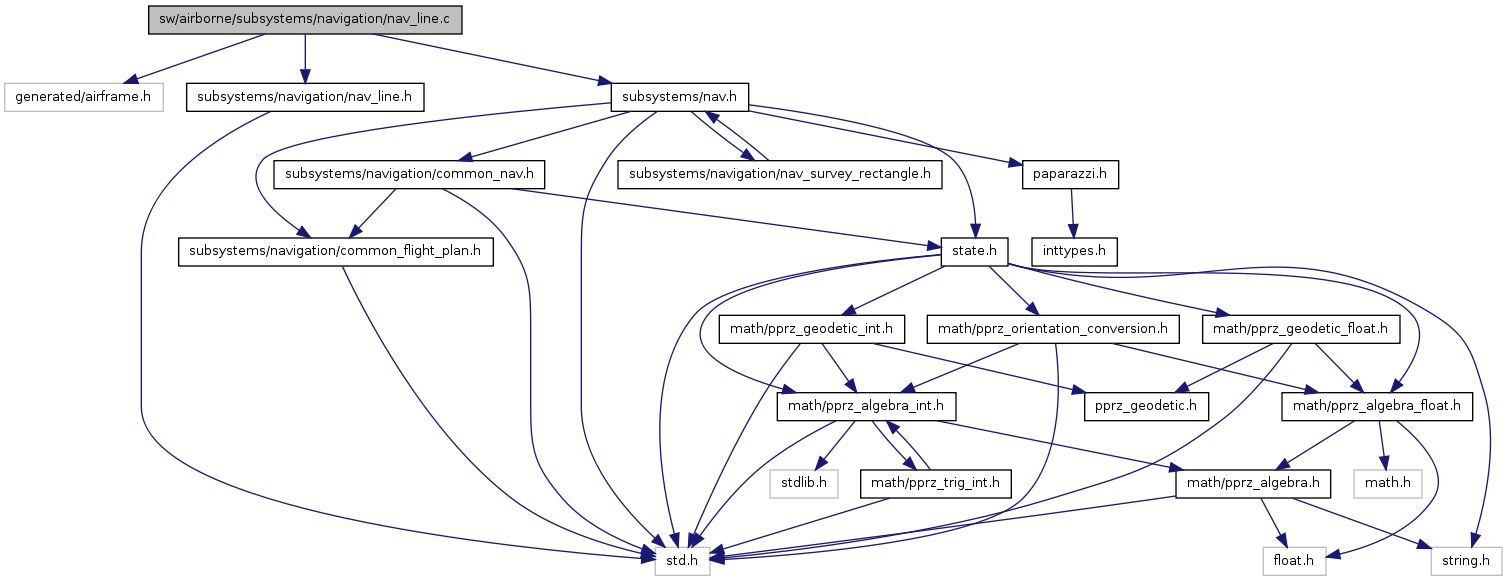 sw/airborne/subsystems/navigation/nav_line.c
generated/airframe.h
subsystems/navigation/nav_line.h
subsystems/nav.h
subsystems/navigation/common_nav.h
subsystems/navigation/nav_survey_rectangle.h
paparazzi.h
subsystems/navigation/common_flight_plan.h
state.h
inttypes.h
math/pprz_geodetic_int.h
math/pprz_orientation_conversion.h
math/pprz_geodetic_float.h
math/pprz_algebra_int.h
pprz_geodetic.h
math/pprz_algebra_float.h
stdlib.h
math/pprz_trig_int.h
math/pprz_algebra.h
math.h
std.h
float.h
string.h